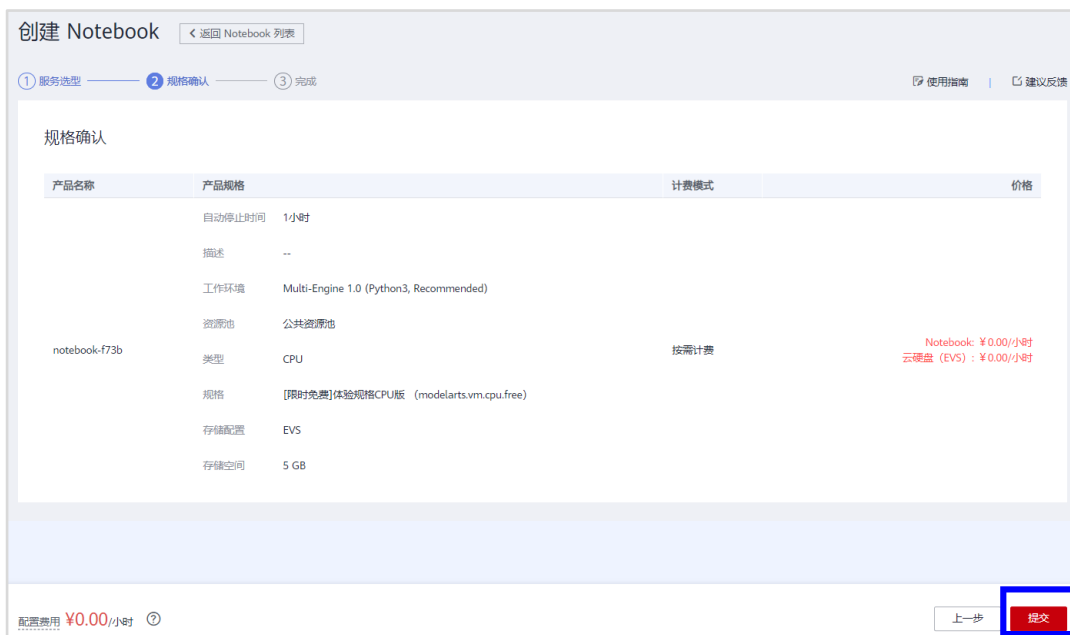 创建 Notebook 返回 Notebook 列表
1 服务选型 2 规格确认 3 完成 使用指南 | 建议反馈
规格确认
产品名称 产品规格 计费模式 价格
自动停止时间 1小时
描述 --
工作环境 Multi-Engine 1.0 (Python3, Recommended)
资源池 公共资源池
notebook-f73b 按需计费 Notebook: ¥0.00/小时
类型 CPU 云硬盘（EVS）: ¥0.00/小时
规格 [限时免费]体验规格CPU版 （modelarts.vm.cpu.free）
存储配置 EVS
存储空间 5 GB
配置费用 ¥0.00/小时 ? 上一步 提交